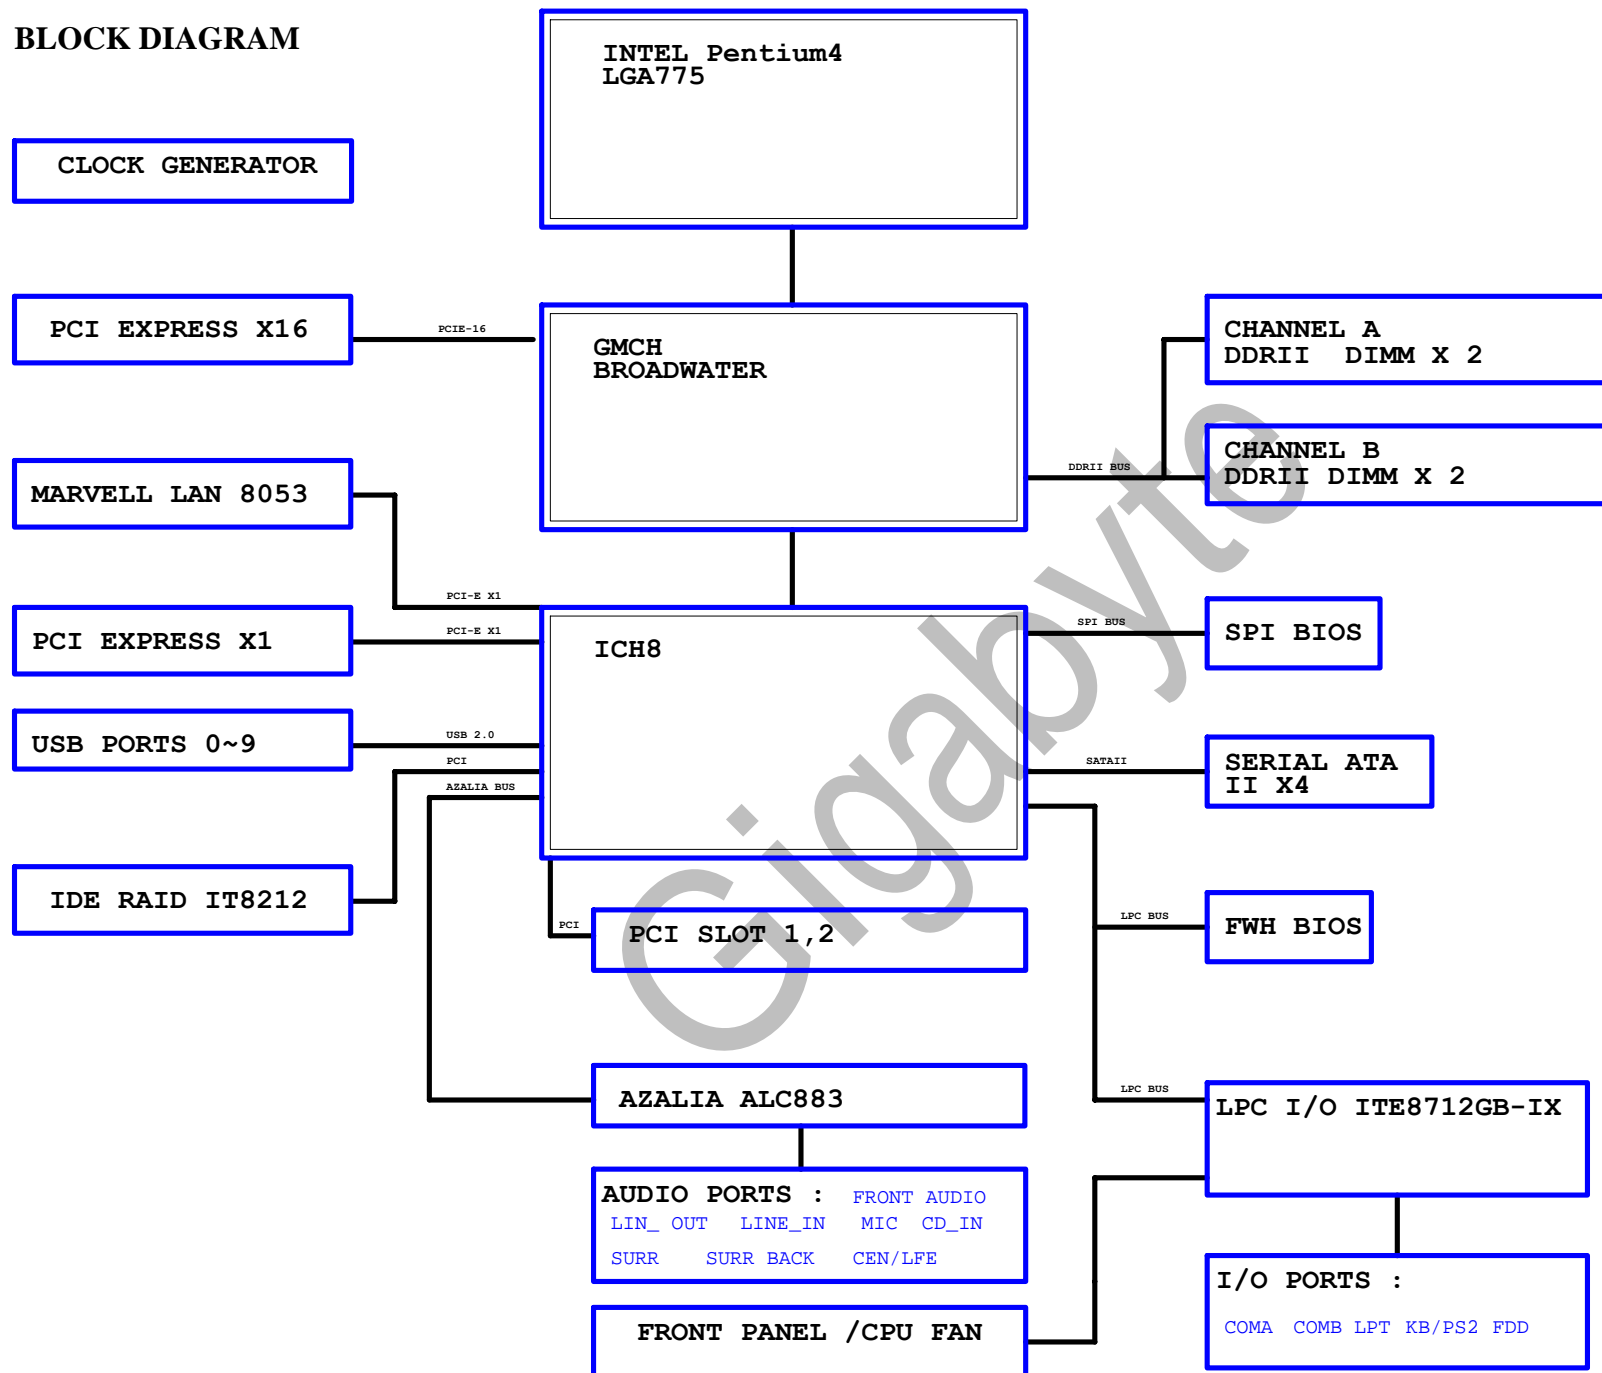 BLOCK DIAGRAM
INTEL Pentium4
LGA775
CLOCK GENERATOR
PCI EXPRESS X16
PCIE-16
GMCH
BROADWATER
CHANNEL A
DDRII DIMM X 2
CHANNEL B
DDRII DIMM X 2
DDRII BUS
MARVELL LAN 8053
PCI-E X1
PCI EXPRESS X1
PCI-E X1
ICH8
SPI BUS
SPI BIOS
USB PORTS 0~9
USB 2.0
PCI
AZALIA BUS
SATAII
SERIAL ATA
II X4
IDE RAID IT8212
PCI
PCI SLOT 1,2
LPC BUS
FWH BIOS
AZALIA ALC883
LPC BUS
LPC I/O ITE8712GB-IX
AUDIO PORTS : FRONT AUDIO
LIN_ OUT LINE_IN MIC CD_IN
SURR SURR BACK CEN/LFE
I/O PORTS :
COMA COMB LPT KB/PS2 FDD
FRONT PANEL /CPU FAN
Gigabyte